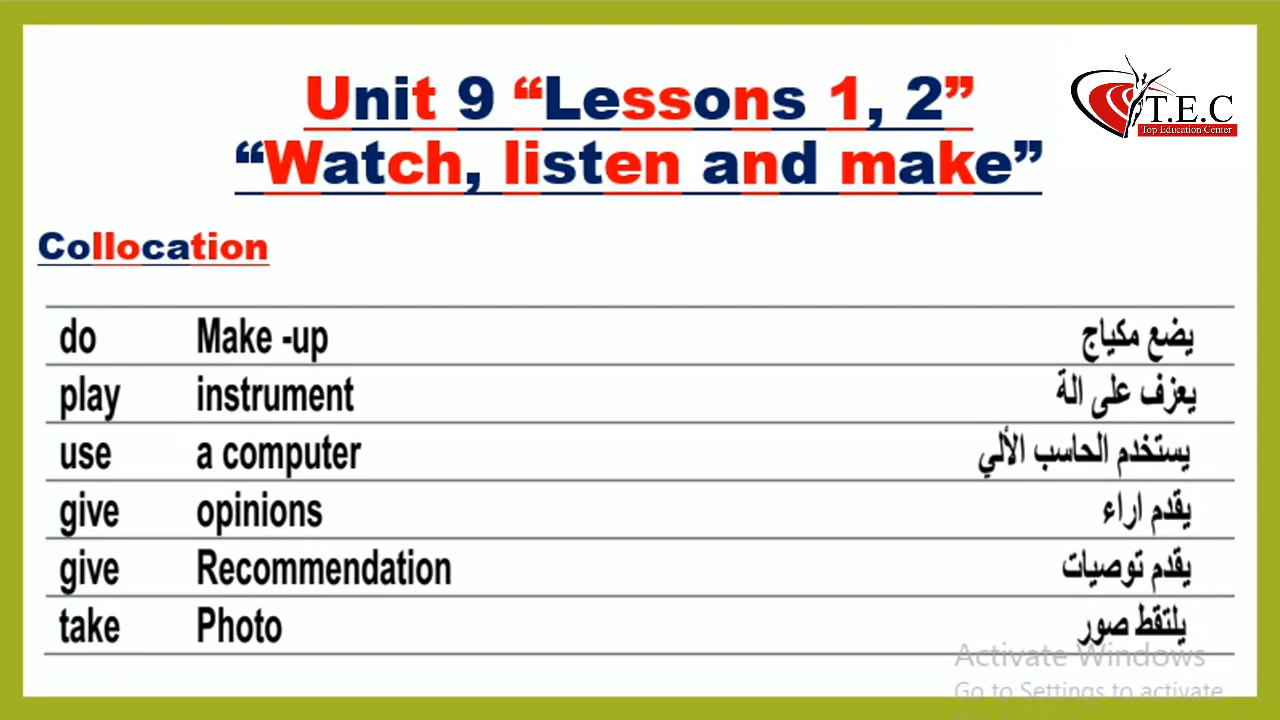 Unit 9 “Lessons 1, 2”
“Watch, listen and make”
T.E.C
Top Education Center
Collocation
do Make -up يضع مكياج
play instrument يعزف على الة
use a computer يستخدم الحاسب الألي
give opinions يقدم اراء
give Recommendation يقدم توصيات
take Photo يلتقط صور
Activate Windows
Go to Settings to activate